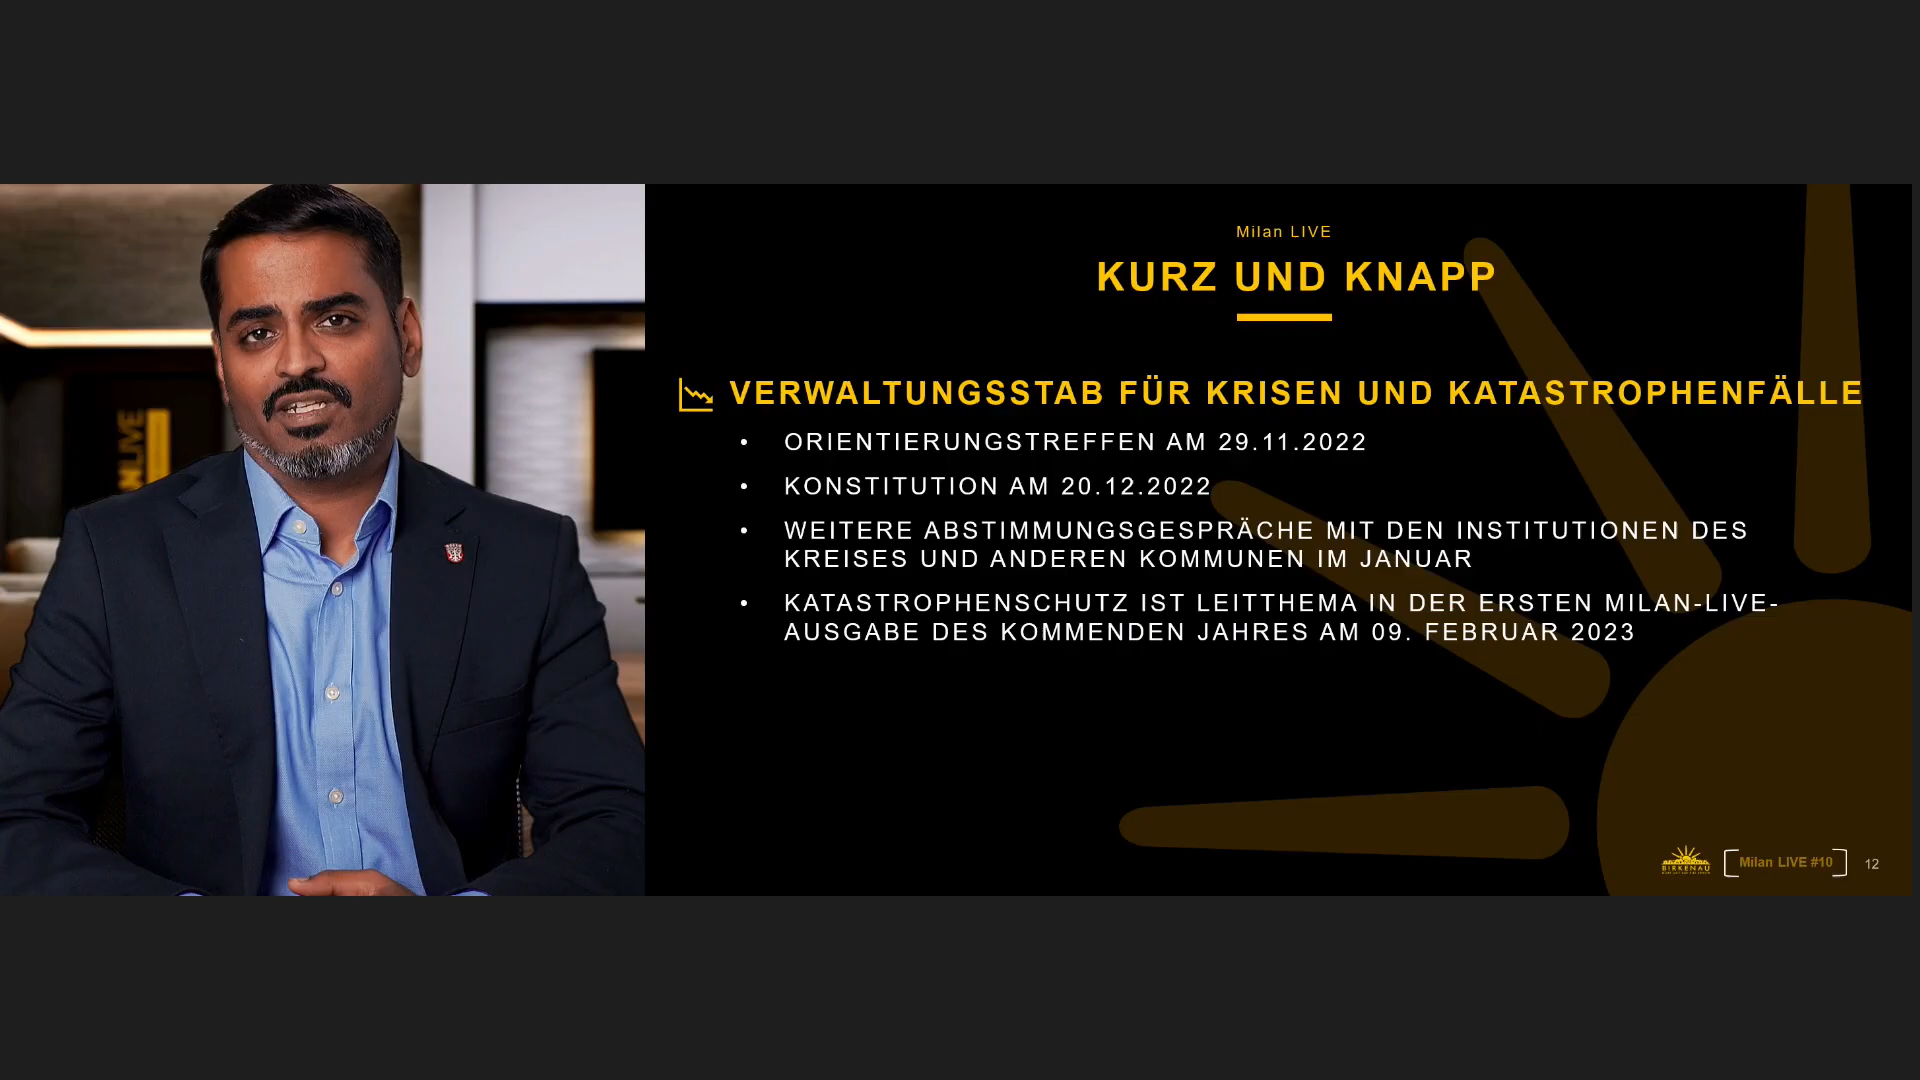 Milan LIVE
KURZ UND KNAPP
VERWALTUNGSSTAB FÜR KRISEN UND KATASTROPHENFÄLLE
• ORIENTIERUNGSTREFFEN AM 29.11.2022
• KONSTITUTION AM 20.12.2022
• WEITERE ABSTIMMUNGSGESPRÄCHE MIT DEN INSTITUTIONEN DES
KREISES UND ANDEREN KOMMUNEN IM JANUAR
• KATASTROPHENSCHUTZ IST LEITTHEMA IN DER ERSTEN MILAN-LIVE-
AUSGABE DES KOMMENDEN JAHRES AM 09. FEBRUAR 2023
LIVE
BIRKENAU
[Milan LIVE #10]
12